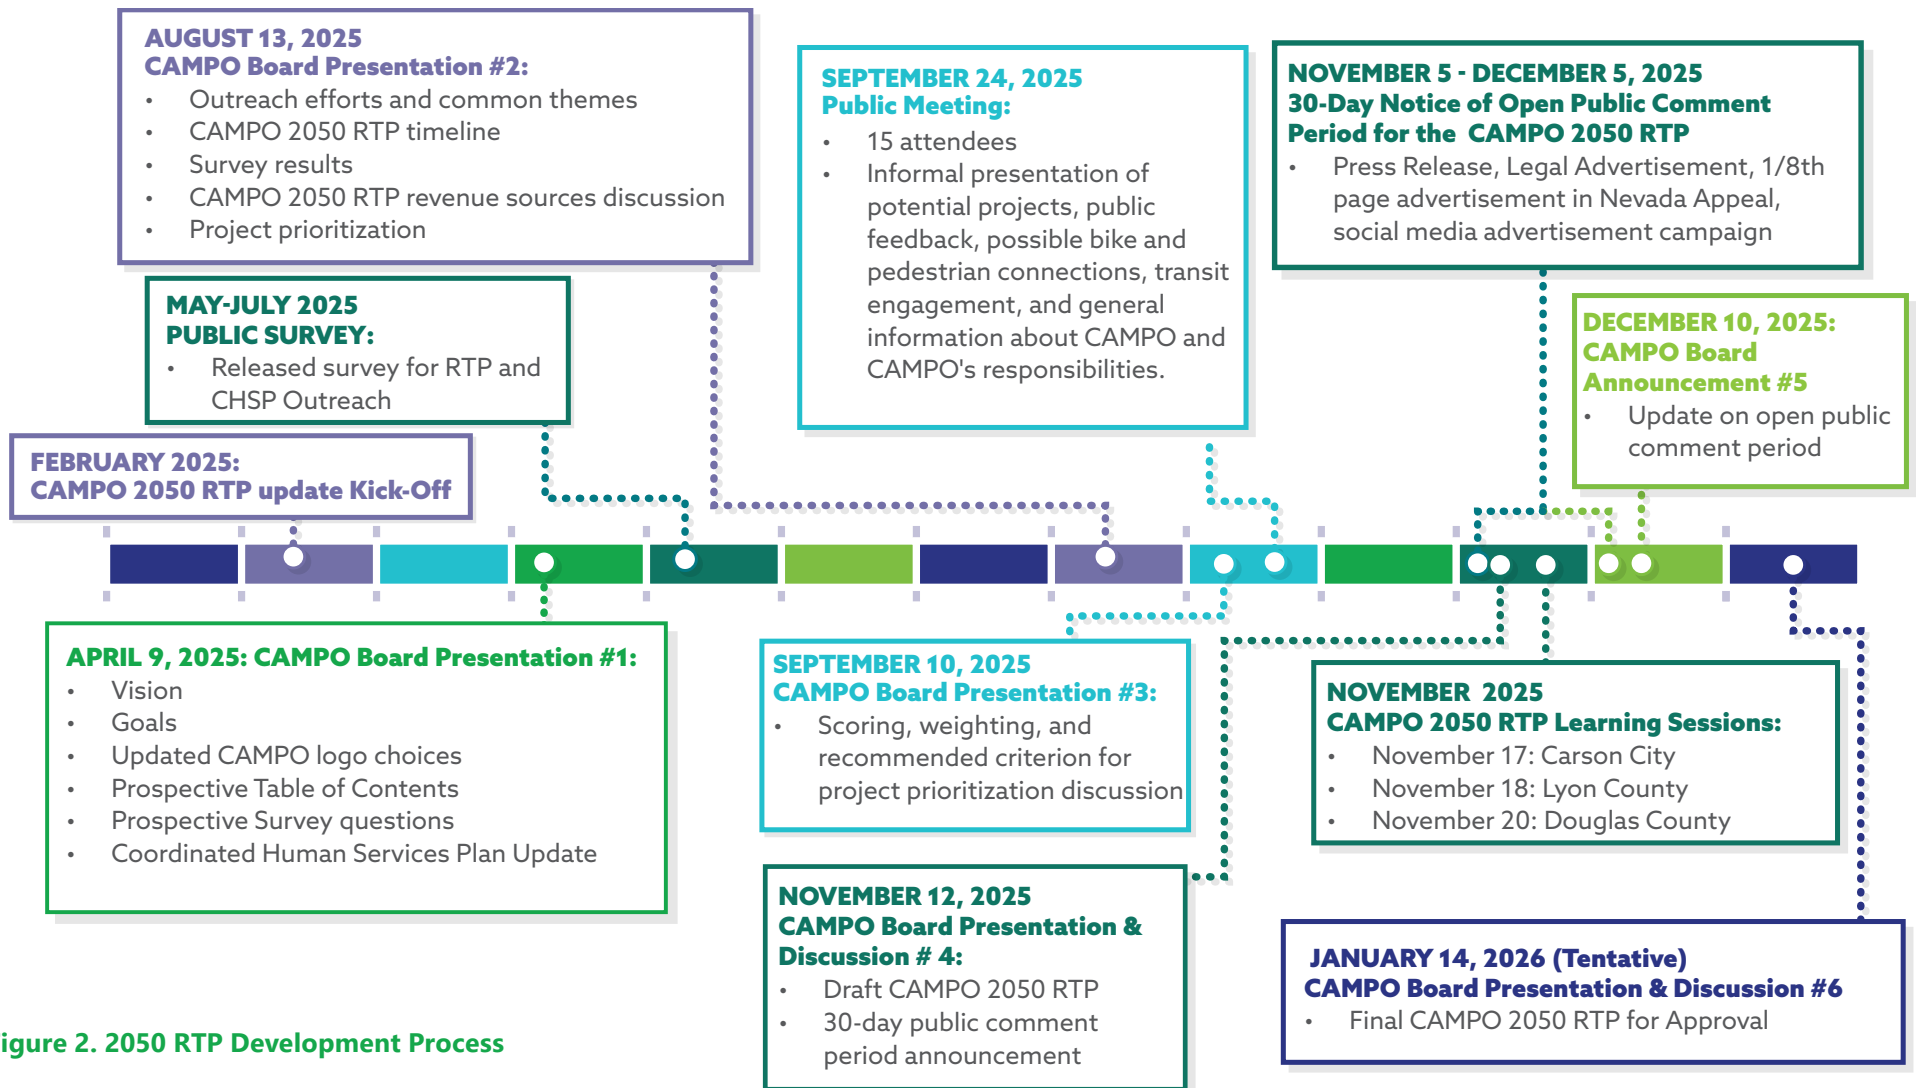 AUGUST 13, 2025
CAMPO Board Presentation #2:
• Outreach efforts and common themes
• CAMPO 2050 RTP timeline
• Survey results
• CAMPO 2050 RTP revenue sources discussion
• Project prioritization
MAY-JULY 2025
PUBLIC SURVEY:
• Released survey for RTP and
CHSP Outreach
FEBRUARY 2025:
CAMPO 2050 RTP update Kick-Off
SEPTEMBER 24, 2025
Public Meeting:
• 15 attendees
• Informal presentation of
potential projects, public
feedback, possible bike and
pedestrian connections, transit
engagement, and general
information about CAMPO and
CAMPO's responsibilities.
NOVEMBER 5 - DECEMBER 5, 2025
30-Day Notice of Open Public Comment
Period for the CAMPO 2050 RTP
• Press Release, Legal Advertisement, 1/8th
page advertisement in Nevada Appeal,
social media advertisement campaign
DECEMBER 10, 2025:
CAMPO Board
Announcement #5
• Update on open public
comment period
APRIL 9, 2025: CAMPO Board Presentation #1:
• Vision
• Goals
• Updated CAMPO logo choices
• Prospective Table of Contents
• Prospective Survey questions
• Coordinated Human Services Plan Update
SEPTEMBER 10, 2025
CAMPO Board Presentation #3:
• Scoring, weighting, and
recommended criterion for
project prioritization discussion
NOVEMBER 12, 2025
CAMPO Board Presentation &
Discussion # 4:
• Draft CAMPO 2050 RTP
• 30-day public comment
period announcement
NOVEMBER 2025
CAMPO 2050 RTP Learning Sessions:
• November 17: Carson City
• November 18: Lyon County
• November 20: Douglas County
JANUARY 14, 2026 (Tentative)
CAMPO Board Presentation & Discussion #6
• Final CAMPO 2050 RTP for Approval
igure 2. 2050 RTP Development Process